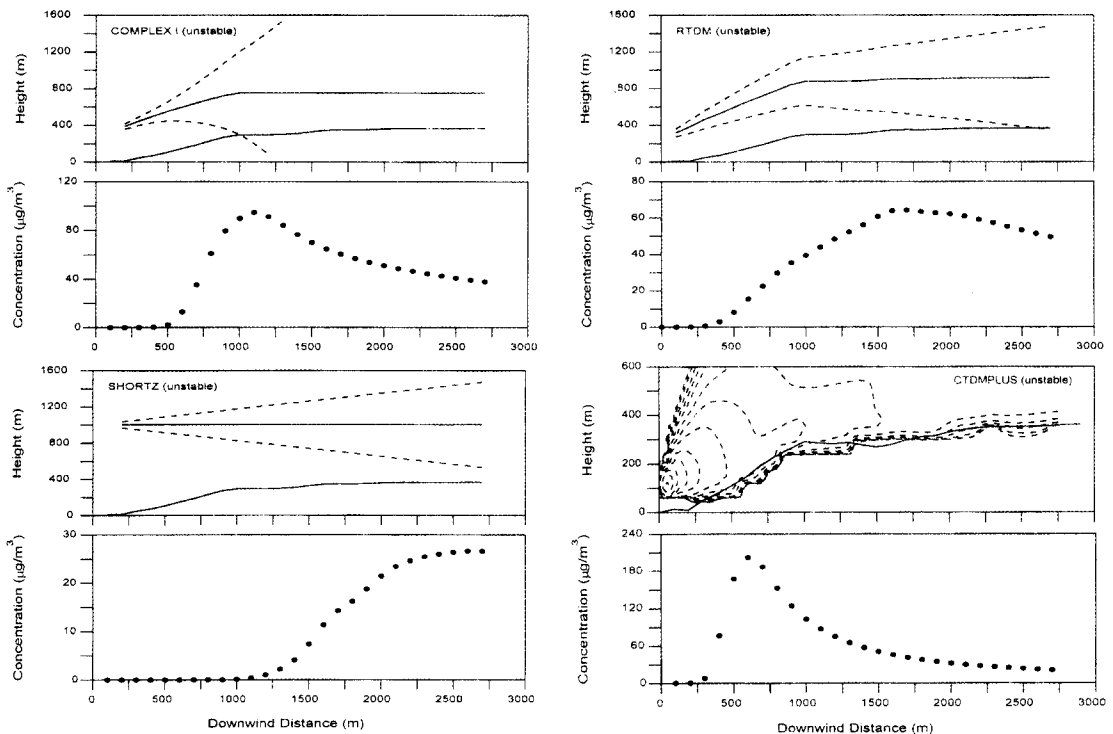 1600
1200
800
400
0
Height (m)
COMPLEX I (unstable)
120
80
40
0
Concentration (µg/m³)
0 500 1000 1500 2000 2500 3000
1600
1200
800
400
0
Height (m)
RTDM (unstable)
80
60
40
20
0
Concentration (µg/m³)
0 500 1000 1500 2000 2500 3000
1600
1200
800
400
0
Height (m)
SHORTZ (unstable)
30
20
10
0
Concentration (µg/m³)
0 500 1000 1500 2000 2500 3000
Downwind Distance (m)
600
400
200
0
Height (m)
CTDMPLUS (unstable)
240
180
120
60
0
Concentration (µg/m³)
0 500 1000 1500 2000 2500 3000
Downwind Distance (m)